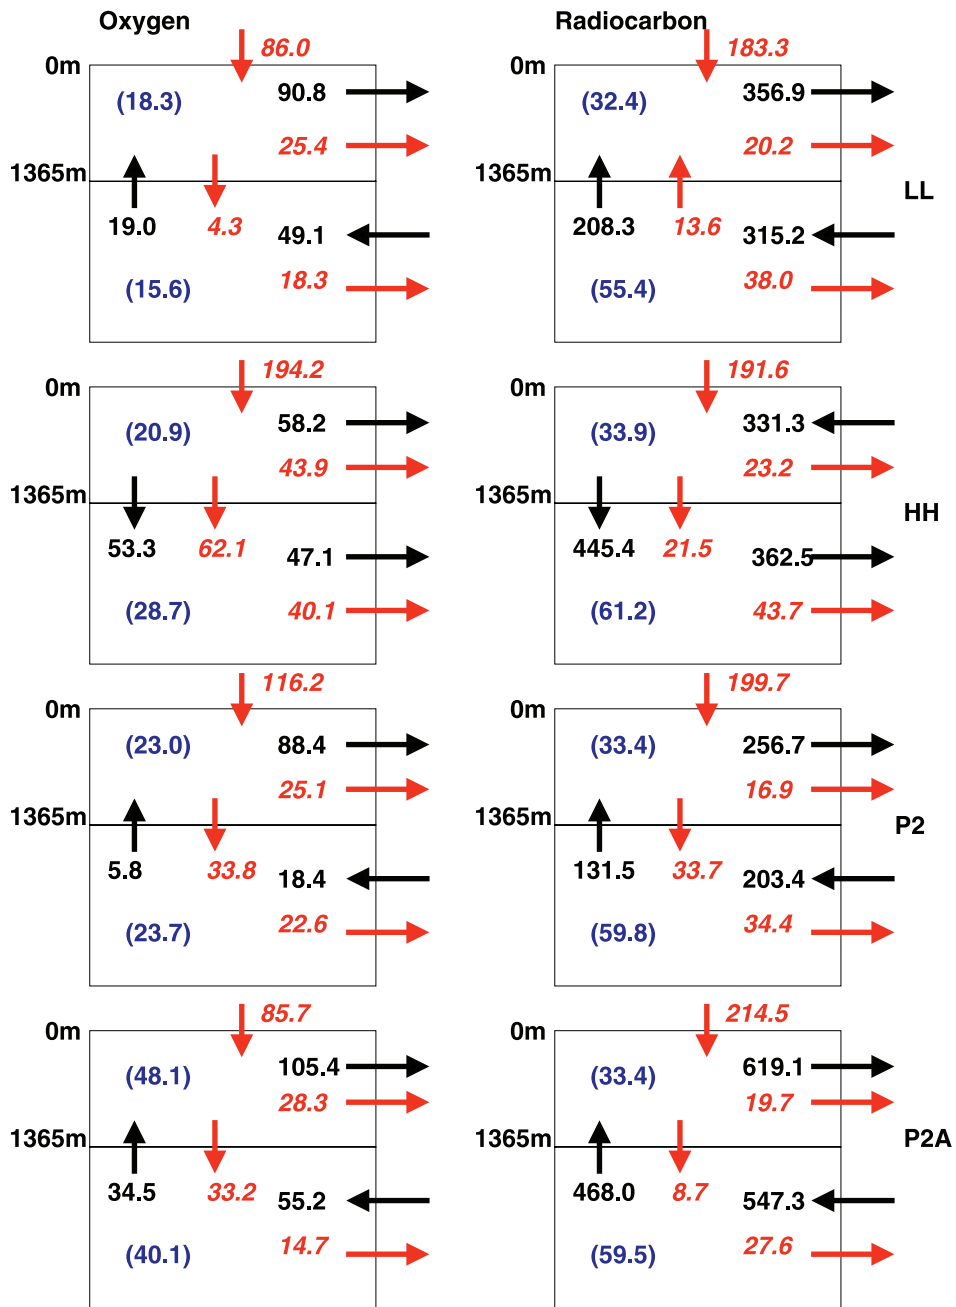 Oxygen Radiocarbon
86.0 183.3
0m
(18.3) 90.8 (32.4) 356.9
25.4 20.2
1365m
LL
19.0 4.3 49.1 208.3 13.6 315.2
(15.6) 18.3 (55.4) 38.0
194.2 191.6
0m
(20.9) 58.2 (33.9) 331.3
43.9 23.2
1365m
HH
53.3 62.1 47.1 445.4 21.5 362.5
(28.7) 40.1 (61.2) 43.7
116.2 199.7
0m 0m
(23.0) 88.4 (33.4) 256.7
25.1 16.9
1365m 1365m
P2
5.8 33.8 18.4 131.5 33.7 203.4
(23.7) 22.6 (59.8) 34.4
85.7 214.5
0m 0m
(48.1) 105.4 (33.4) 619.1
28.3 19.7
1365m 1365m
P2A
34.5 33.2 55.2 468.0 8.7 547.3
(40.1) 14.7 (59.5) 27.6